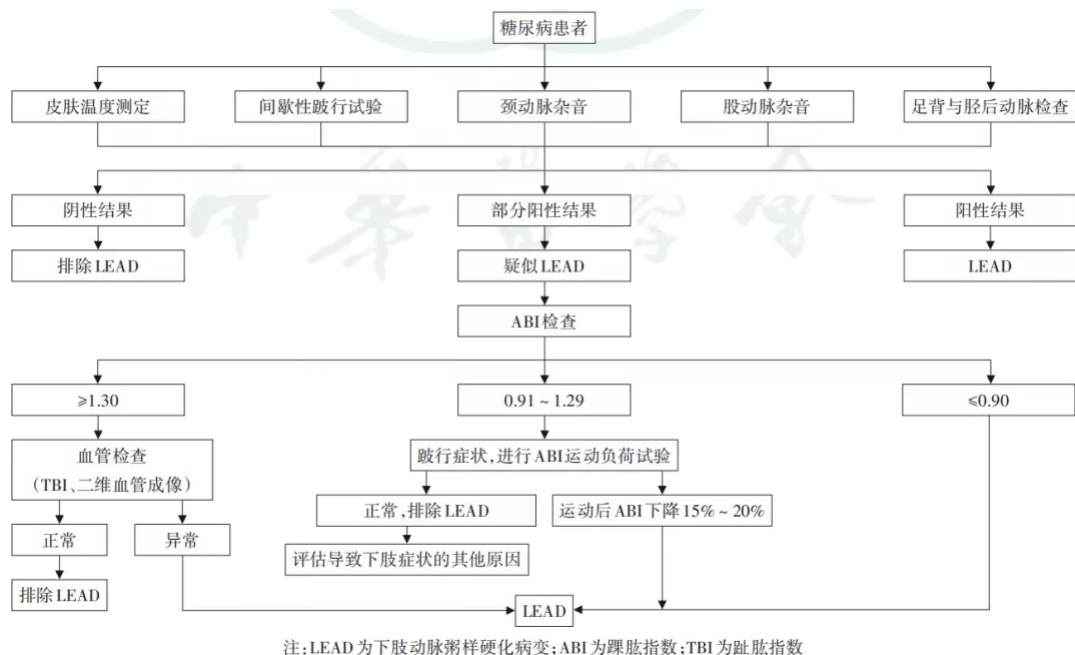 糖尿病患者
皮肤温度测定
间歇性跛行试验
颈动脉杂音
股动脉杂音
足背与胫后动脉检查
阴性结果
部分阳性结果
阳性结果
排除LEAD
疑似LEAD
LEAD
ABI检查
≥1.30
0.91~1.29
≤0.90
血管检查
(TBI、二维血管成像)
跛行症状,进行ABI运动负荷试验
正常,排除LEAD
运动后ABI下降15%~20%
正常
异常
评估导致下肢症状的其他原因
排除LEAD
LEAD
注:LEAD为下肢动脉粥样硬化病变;ABI为踝肱指数;TBI为趾肱指数
中华医学会